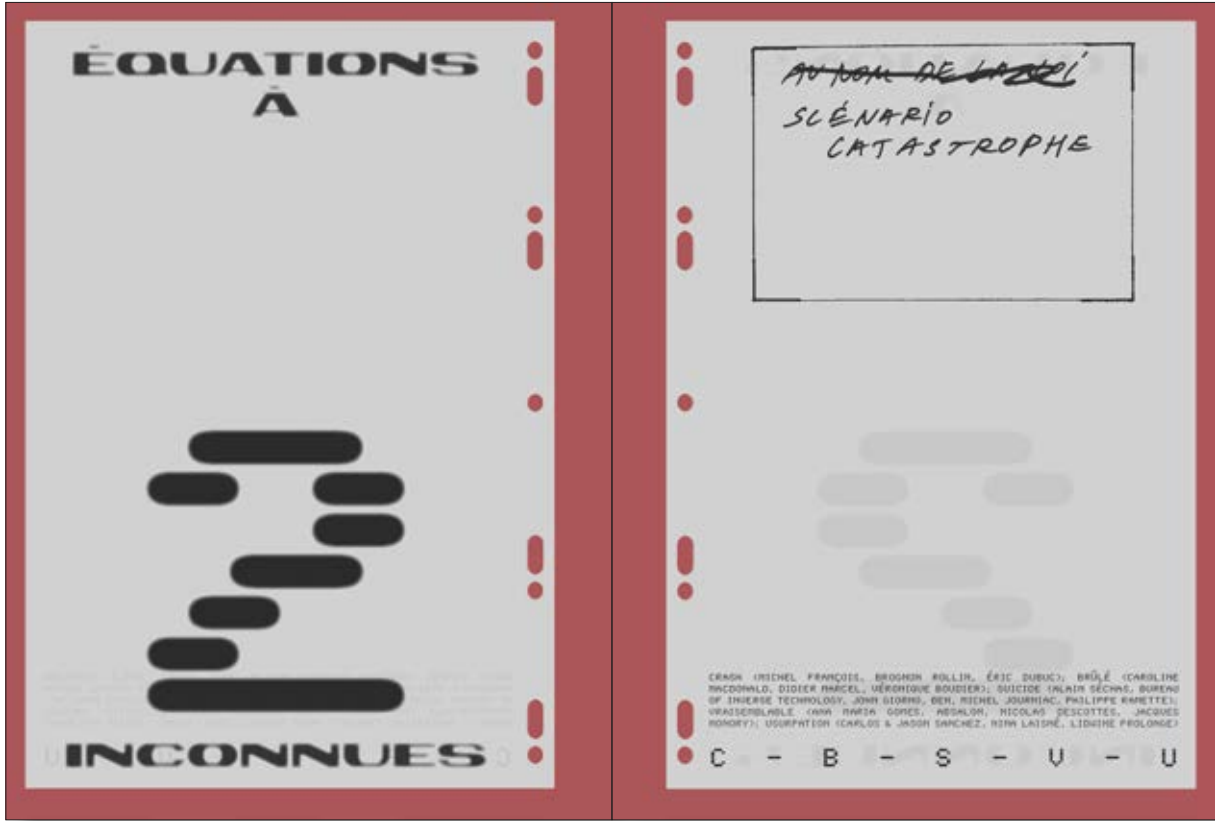 ÉQUATIONS
À
2
INCONNUES
AU NOM DE LA LOI
SCÉNARIO
CATASTROPHE
CRASH (MICHEL FRANÇOIS, BROGNON ROLLIN, ÉRIC DUBUC); BRÛLÉ (CAROLINE
MACDONALD, DIDIER MARCEL, VÉRONIQUE BOUDIER); SUICIDE (ALAIN SÉCHAS, BUREAU
OF INVERSE TECHNOLOGY, JOHN GIORNO, BEN, MICHEL JOURNIAC, PHILIPPE RAMETTE);
VRAISEMBLABLE (ANA MARIA GOMES, ABSALON, NICOLAS DESCOTTES, JACQUES
MONORY); USURPATION (CARLOS & JASON SANCHEZ, NINA LAISNÉ, LIDWINE PROLONGE)
C - B - S - V - U